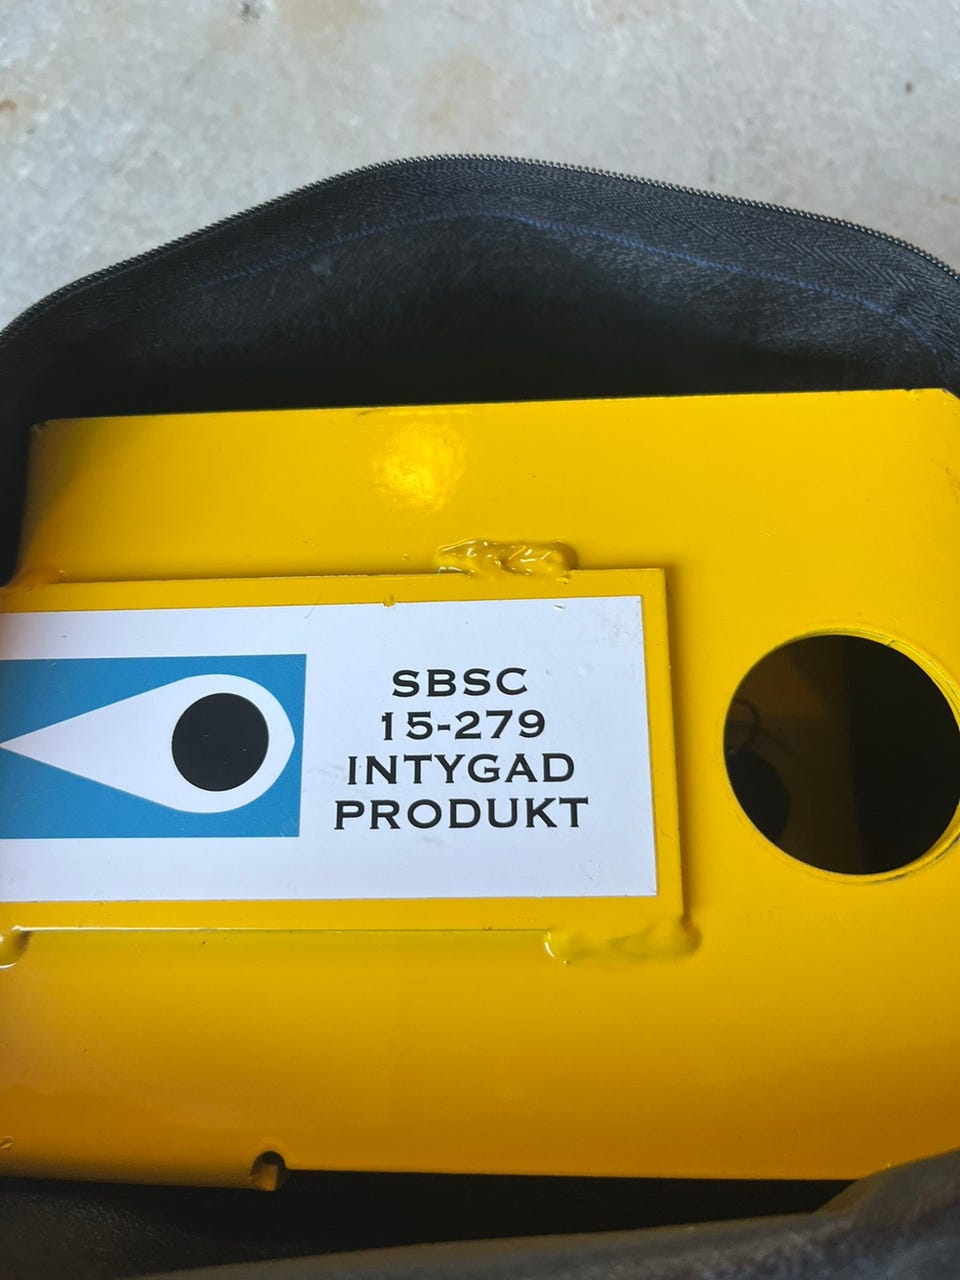 SBSC
15-279
INTYGAD
PRODUKT